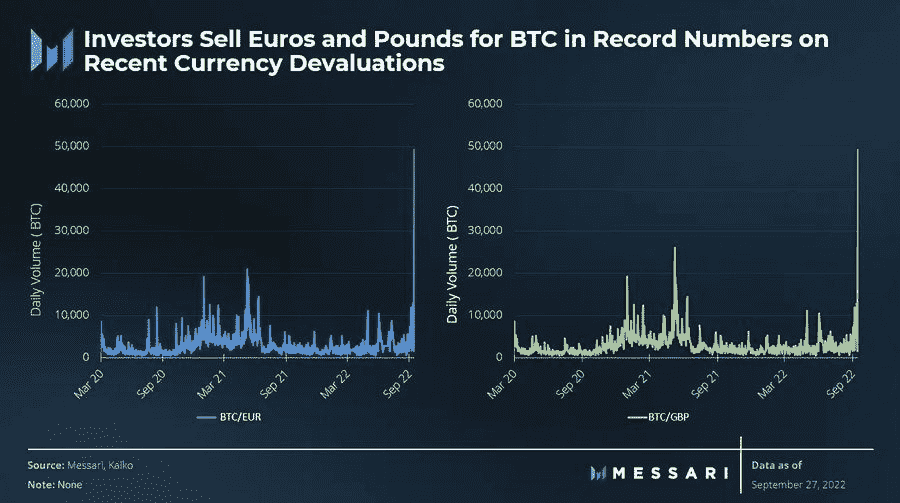 Investors Sell Euros and Pounds for BTC in Record Numbers on
Recent Currency Devaluations
60,000
50,000
40,000
30,000
20,000
10,000
0
Daily Volume ( BTC)
Mar 20
Sep 20
Mar 21
Sep 21
Mar 22
Sep 22
BTC/EUR
60,000
50,000
40,000
30,000
20,000
10,000
0
Daily Volume ( BTC)
Mar 20
Sep 20
Mar 21
Sep 21
Mar 22
Sep 22
BTC/GBP
Source: Messari, Kaiko
Note: None
MESSARI
Data as of
September 27, 2022